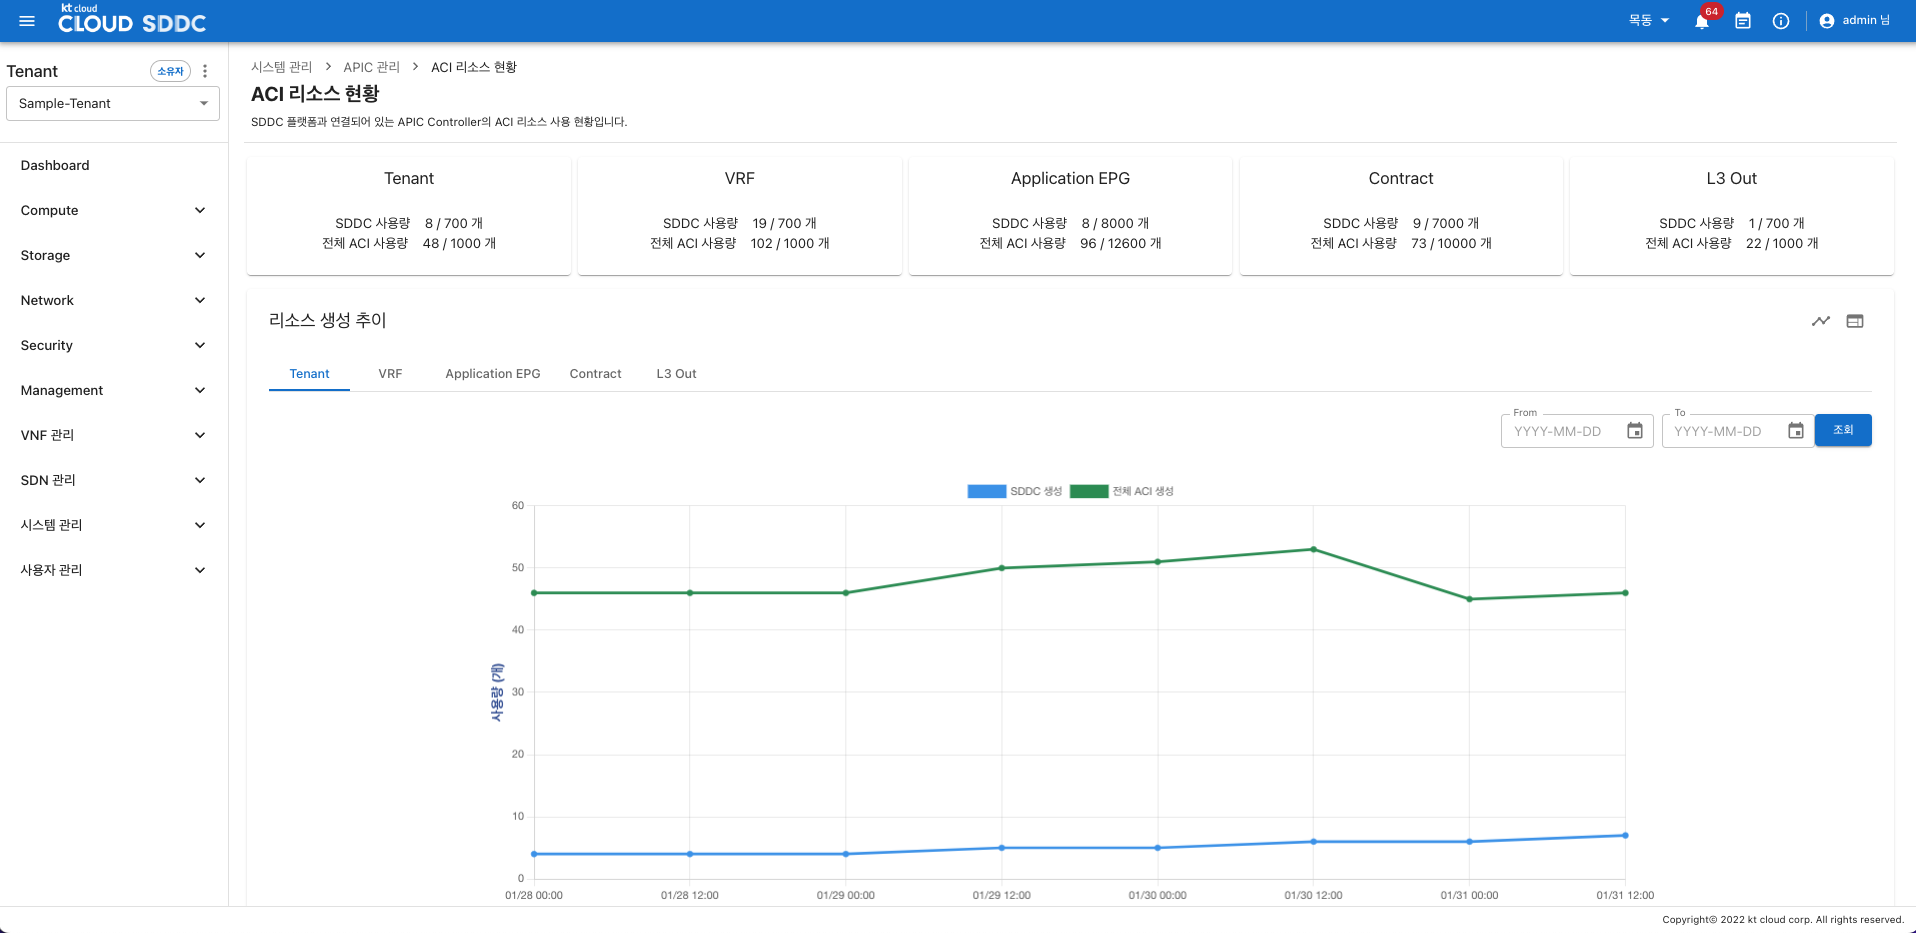 kt cloud
CLOUD SDDC
목동
64
admin 님
Tenant
소유자
Sample-Tenant
Dashboard
Compute
Storage
Network
Security
Management
VNF 관리
SDN 관리
시스템 관리
사용자 관리
시스템 관리 > APIC 관리 > ACI 리소스 현황
ACI 리소스 현황
SDDC 플랫폼과 연결되어 있는 APIC Controller의 ACI 리소스 사용 현황입니다.
Tenant
SDDC 사용량 8 / 700 개
전체 ACI 사용량 48 / 1000 개
VRF
SDDC 사용량 19 / 700 개
전체 ACI 사용량 102 / 1000 개
Application EPG
SDDC 사용량 8 / 8000 개
전체 ACI 사용량 96 / 12600 개
Contract
SDDC 사용량 9 / 7000 개
전체 ACI 사용량 73 / 10000 개
L3 Out
SDDC 사용량 1 / 700 개
전체 ACI 사용량 22 / 1000 개
리소스 생성 추이
Tenant VRF Application EPG Contract L3 Out
From
YYYY-MM-DD
To
YYYY-MM-DD
조회
SDDC 생성 전체 ACI 생성
사용량 (개)
60
50
40
30
20
10
0
01/28 00:00 01/28 12:00 01/29 00:00 01/29 12:00 01/30 00:00 01/30 12:00 01/31 00:00 01/31 12:00
Copyright© 2022 kt cloud corp. All rights reserved.